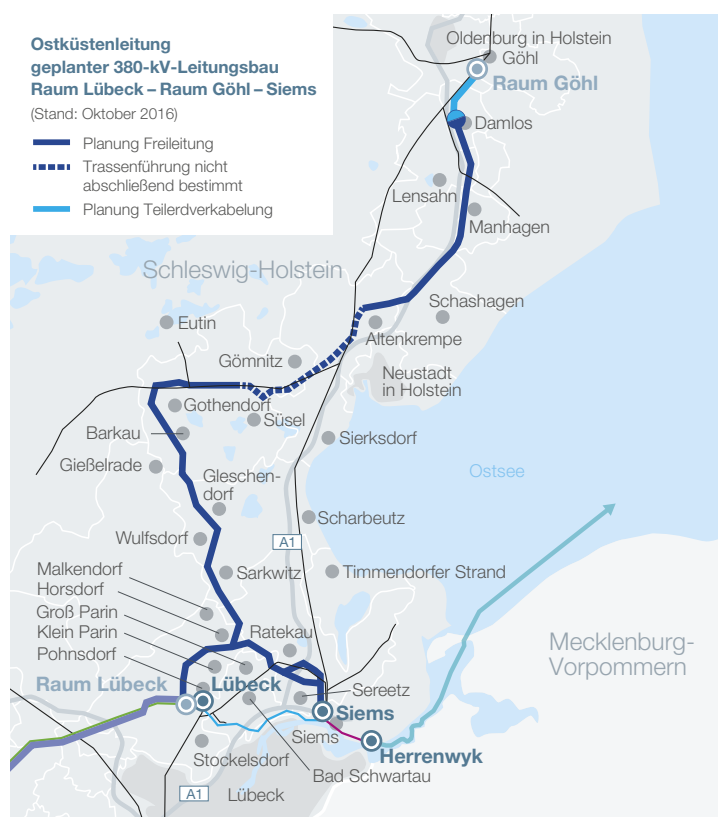 Ostküstenleitung
geplanter 380-kV-Leitungsbau
Raum Lübeck – Raum Göhl – Siems
(Stand: Oktober 2016)
Planung Freileitung
Trassenführung nicht
abschließend bestimmt
Planung Teilerdverkabelung
Oldenburg in Holstein
Göhl
Raum Göhl
Damlos
Lensahn
Manhagen
Schleswig-Holstein
Schashagen
Eutin
Altenkrempe
Gömnitz
Neustadt
in Holstein
Gothendorf
Süsel
Barkau
Sierksdorf
Gießelrade
Ostsee
Gleschen-
dorf
Scharbeutz
Wulfsdorf
A1
Malkendorf
Sarkwitz
Timmendorfer Strand
Horsdorf
Groß Parin
Klein Parin
Ratekau
Pohnsdorf
Mecklenburg-
Vorpommern
Raum Lübeck
Lübeck
Sereetz
Siems
Siems
Stockelsdorf
Herrenwyk
Bad Schwartau
A1
Lübeck